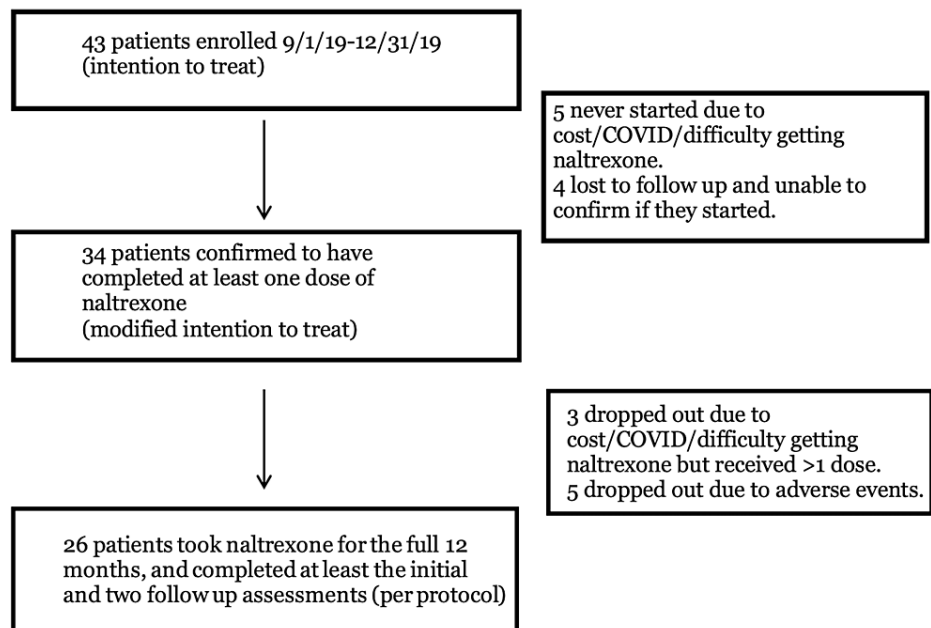 43 patients enrolled 9/1/19-12/31/19
(intention to treat)
5 never started due to
cost/COVID/difficulty getting
naltrexone.
4 lost to follow up and unable to
confirm if they started.
34 patients confirmed to have
completed at least one dose of
naltrexone
(modified intention to treat)
3 dropped out due to
cost/COVID/difficulty getting
naltrexone but received >1 dose.
5 dropped out due to adverse events.
26 patients took naltrexone for the full 12
months, and completed at least the initial
and two follow up assessments (per protocol)